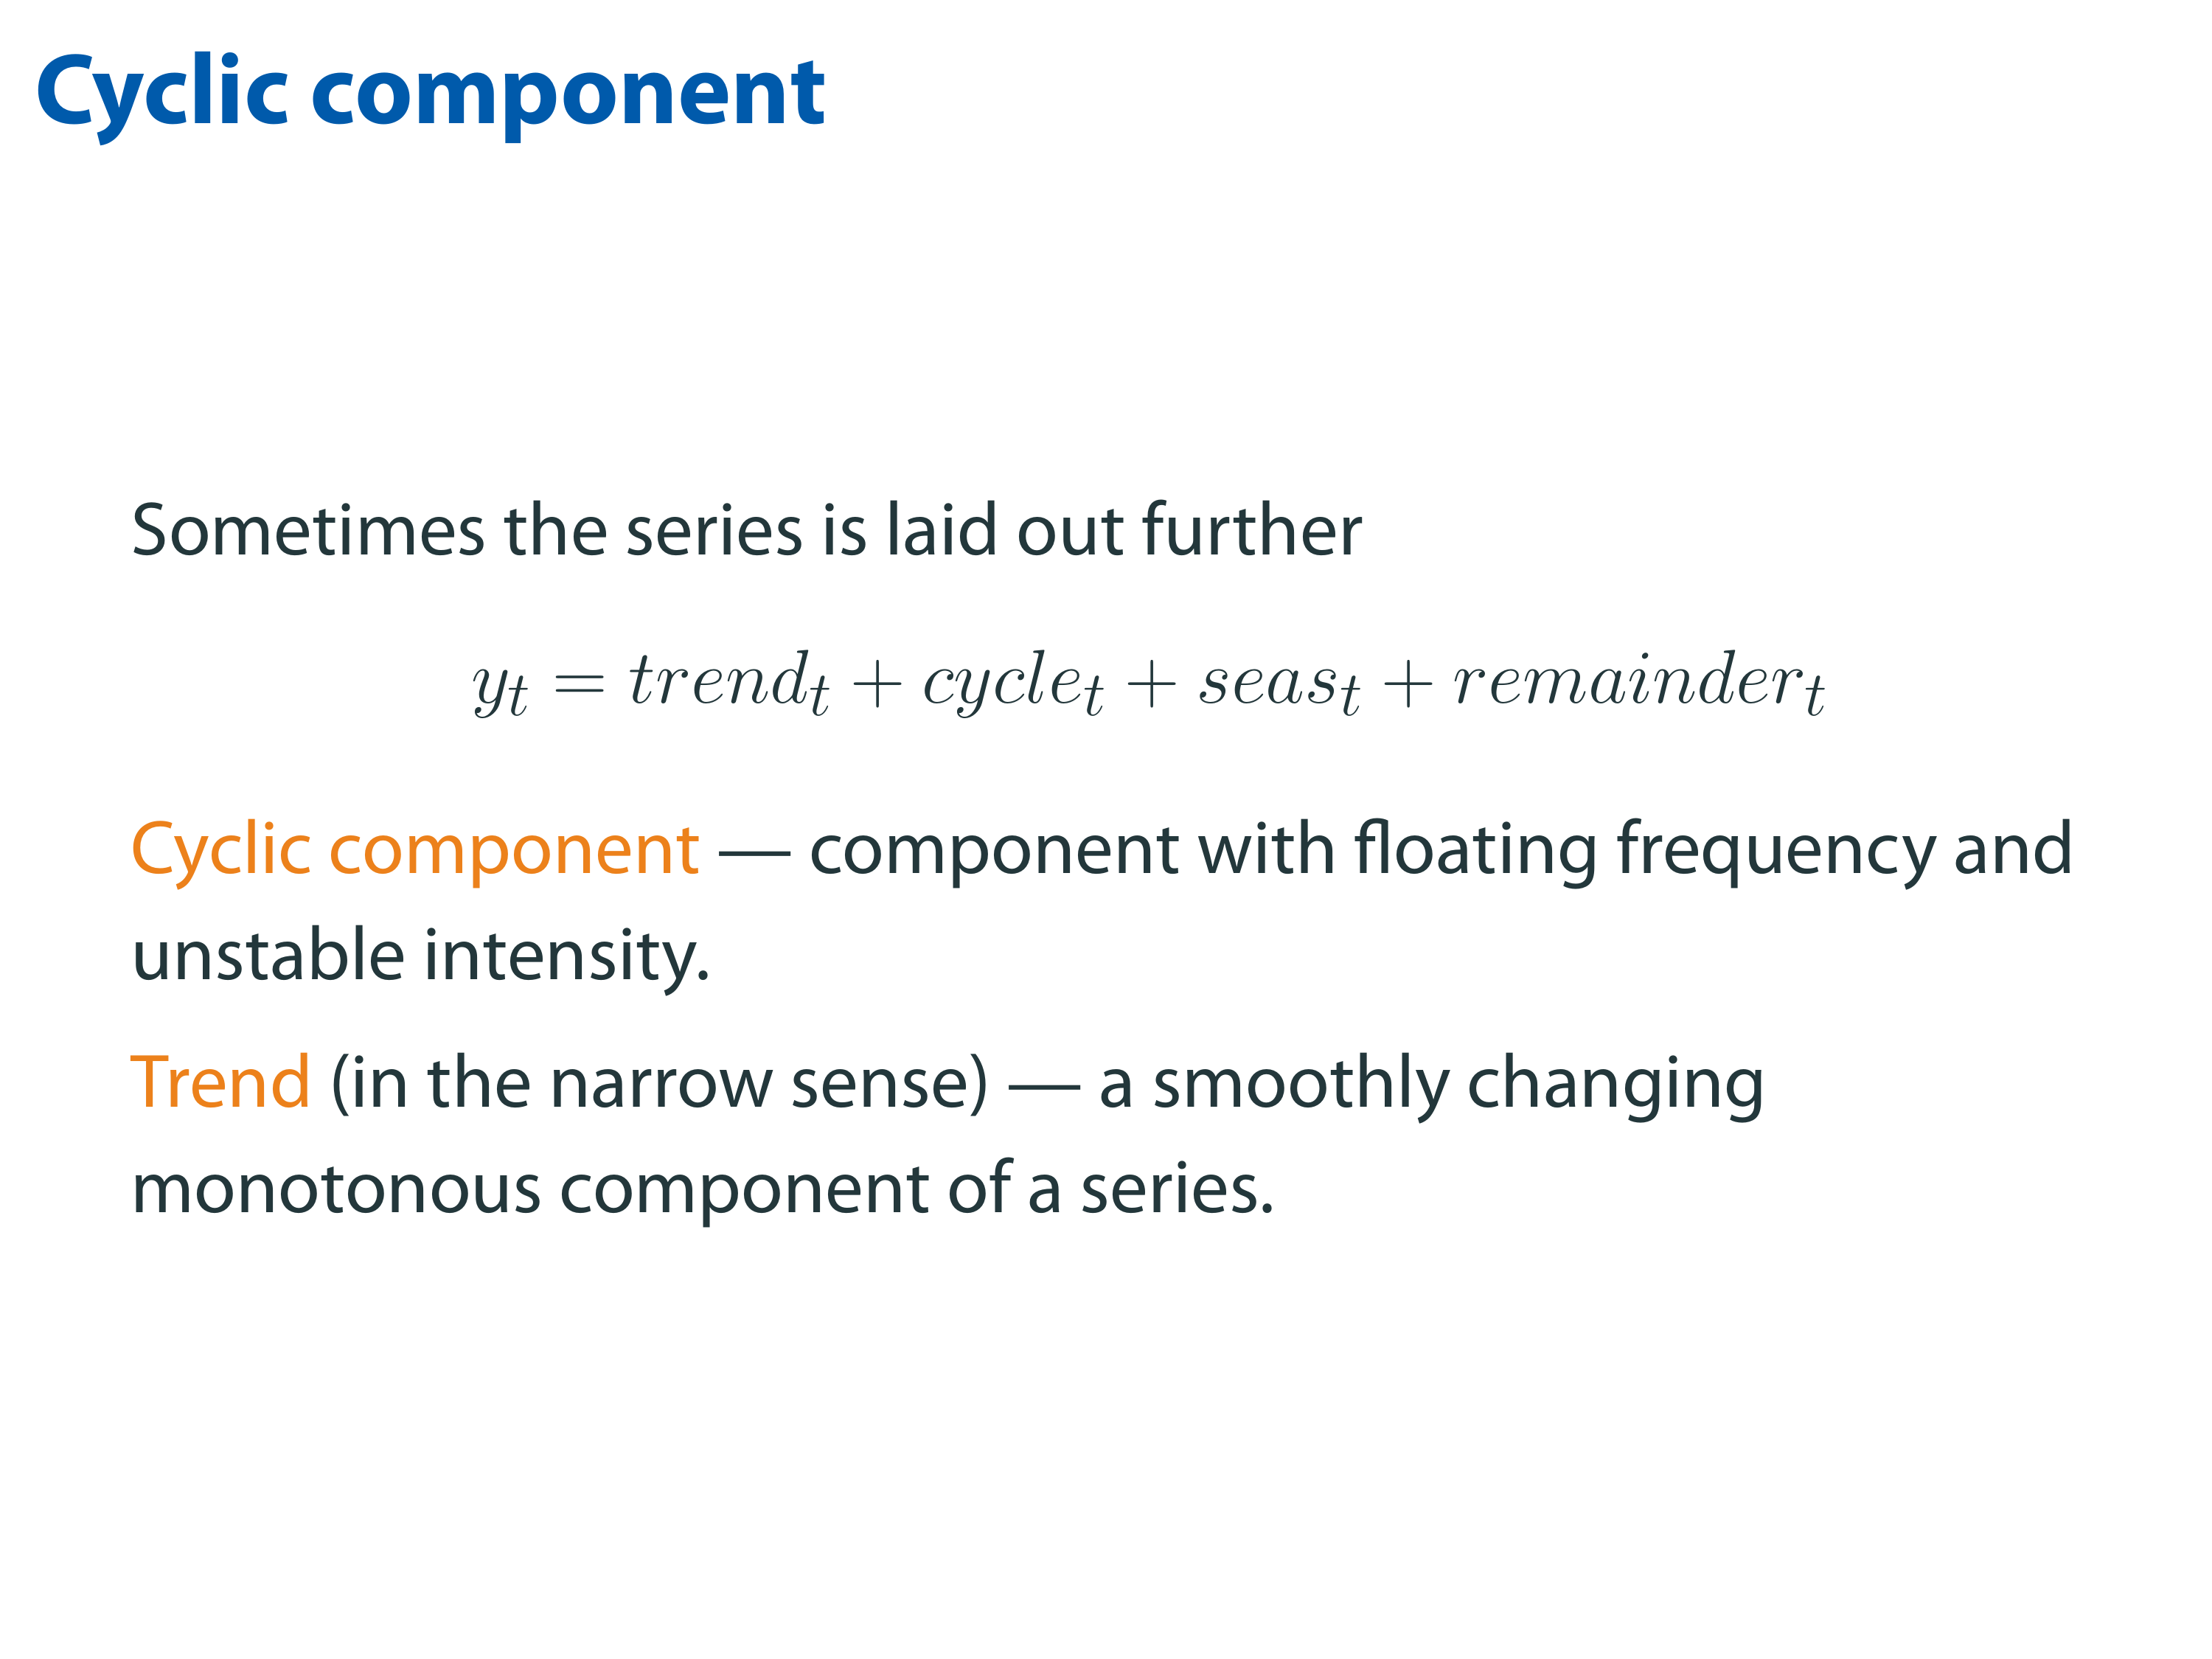 Cyclic component
Sometimes the series is laid out further
$y_t = trend_t + cycle_t + seas_t + remainder_t$
Cyclic component — component with floating frequency and
unstable intensity.
Trend (in the narrow sense) — a smoothly changing
monotonous component of a series.